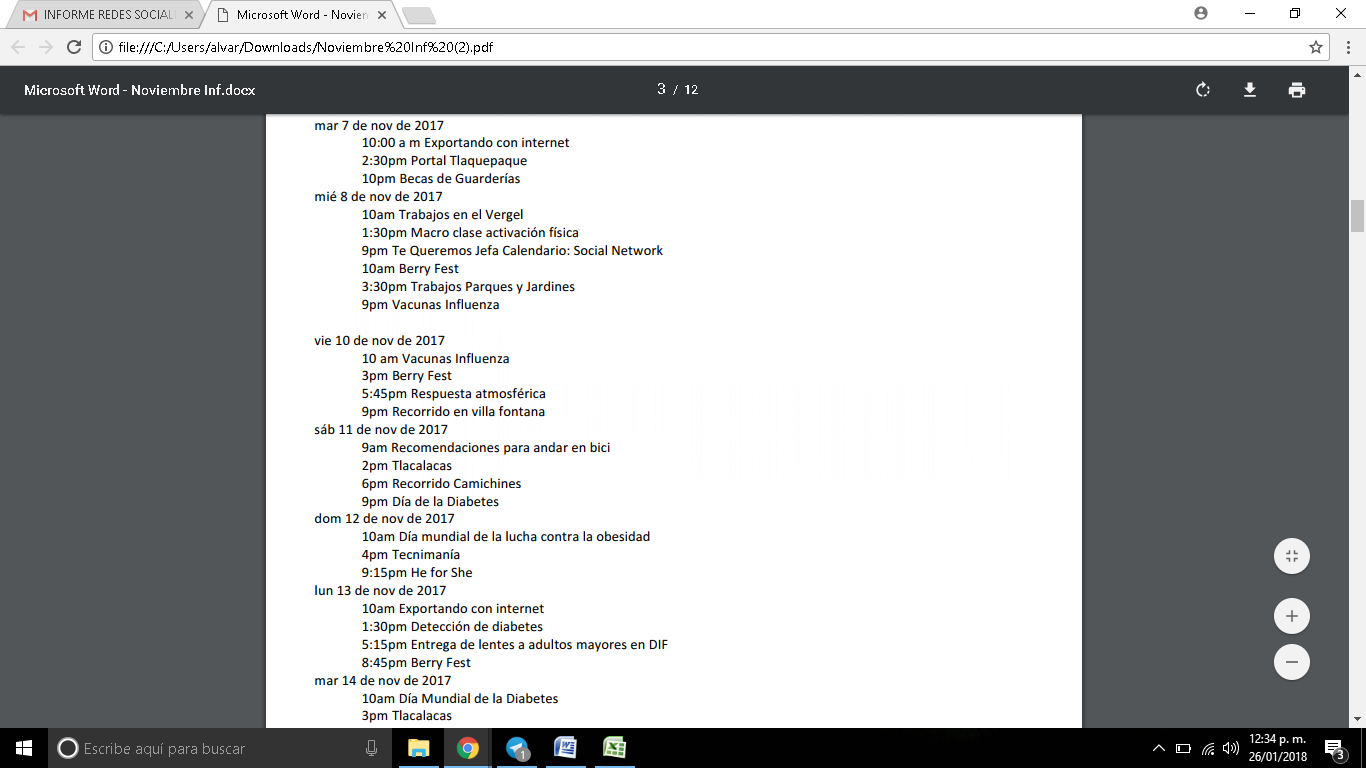 INFORME REDES SOCIAL
Microsoft Word - Noviem
file:///C:/Users/alvar/Downloads/Noviembre%20Inf%20(2).pdf
Microsoft Word - Noviembre Inf.docx
3 / 12
mar 7 de nov de 2017
10:00 a m Exportando con internet
2:30pm Portal Tlaquepaque
10pm Becas de Guarderías
mié 8 de nov de 2017
10am Trabajos en el Vergel
1:30pm Macro clase activación física
9pm Te Queremos Jefa Calendario: Social Network
10am Berry Fest
3:30pm Trabajos Parques y Jardines
9pm Vacunas Influenza
vie 10 de nov de 2017
10 am Vacunas Influenza
3pm Berry Fest
5:45pm Respuesta atmosférica
9pm Recorrido en villa fontana
sáb 11 de nov de 2017
9am Recomendaciones para andar en bici
2pm Tlacalacas
6pm Recorrido Camichines
9pm Día de la Diabetes
dom 12 de nov de 2017
10am Día mundial de la lucha contra la obesidad
4pm Tecnimanía
9:15pm He for She
lun 13 de nov de 2017
10am Exportando con internet
1:30pm Detección de diabetes
5:15pm Entrega de lentes a adultos mayores en DIF
8:45pm Berry Fest
mar 14 de nov de 2017
10am Día Mundial de la Diabetes
3pm Tlacalacas
Escribe aquí para buscar
1
12:34 p. m.
26/01/2018
3